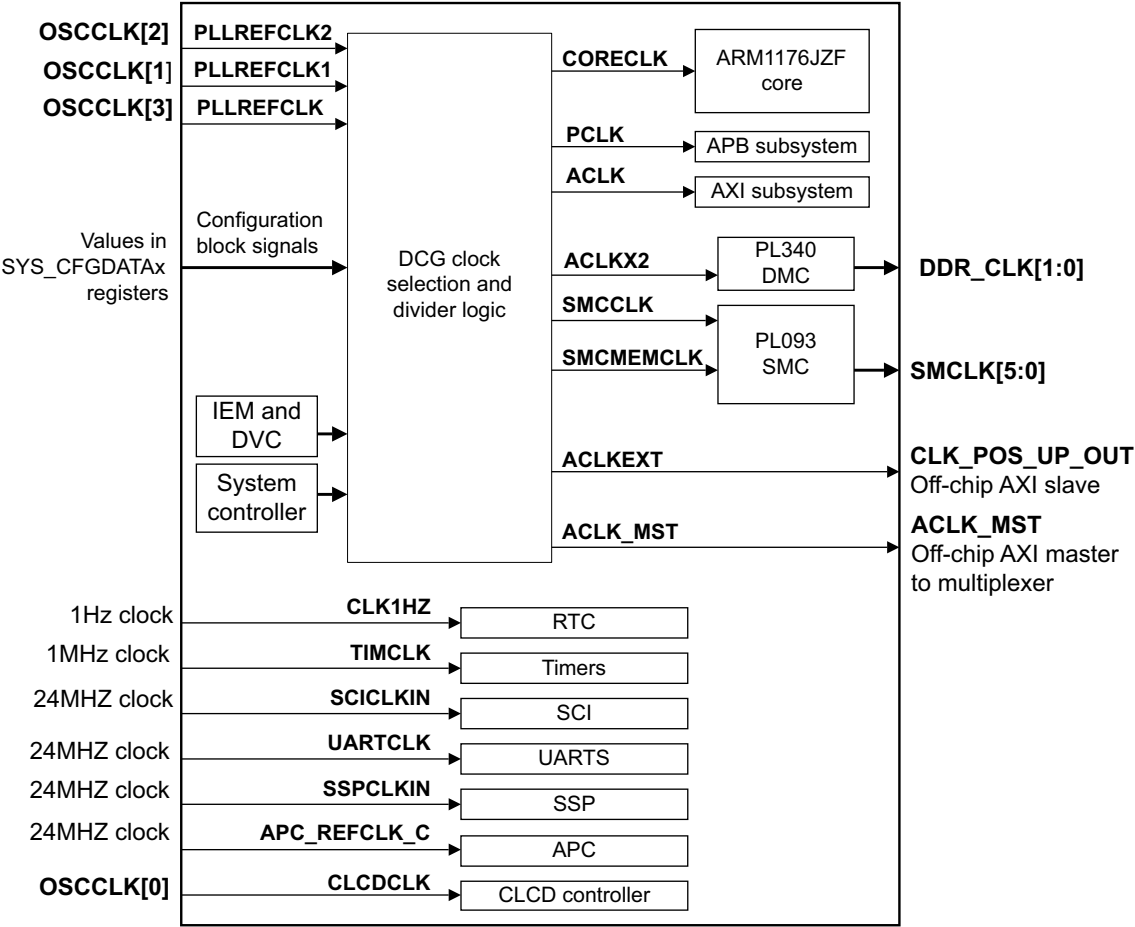 OSCCLK[2]
PLLREFCLK2
OSCCLK[1]
PLLREFCLK1
OSCCLK[3]
PLLREFCLK
Values in
SYS_CFGDATAx
registers
Configuration
block signals
IEM and
DVC
System
controller
DCG clock
selection and
divider logic
CORECLK
ARM1176JZF
core
PCLK
APB subsystem
ACLK
AXI subsystem
ACLKX2
PL340
DMC
DDR_CLK[1:0]
SMCCLK
SMCMEMCLK
PL093
SMC
SMCLK[5:0]
ACLKEXT
CLK_POS_UP_OUT
Off-chip AXI slave
ACLK_MST
ACLK_MST
Off-chip AXI master
to multiplexer
1Hz clock
CLK1HZ
RTC
1MHz clock
TIMCLK
Timers
24MHZ clock
SCICLKIN
SCI
24MHZ clock
UARTCLK
UARTS
24MHZ clock
SSPCLKIN
SSP
24MHZ clock
APC_REFCLK_C
APC
OSCCLK[0]
CLCDCLK
CLCD controller